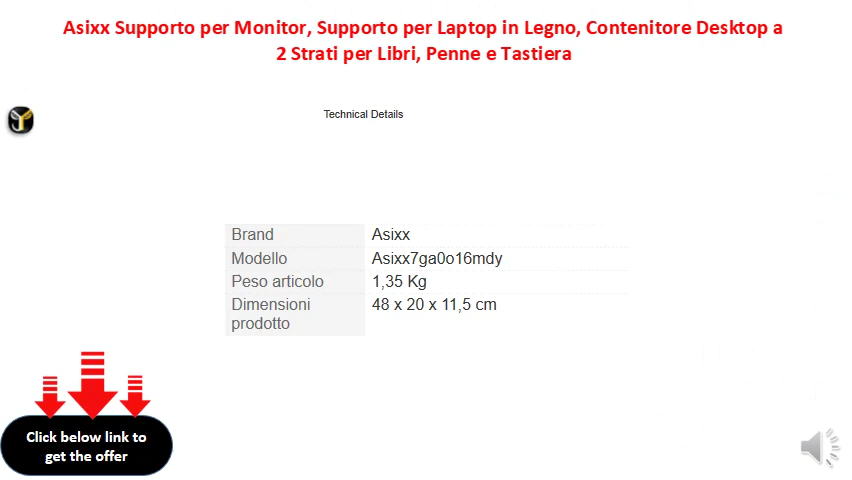 Asixx Supporto per Monitor, Supporto per Laptop in Legno, Contenitore Desktop a
2 Strati per Libri, Penne e Tastiera
Technical Details
Brand Asixx
Modello Asixx7ga0o16mdy
Peso articolo 1,35 Kg
Dimensioni 48 x 20 x 11,5 cm
prodotto
Click below link to
get the offer